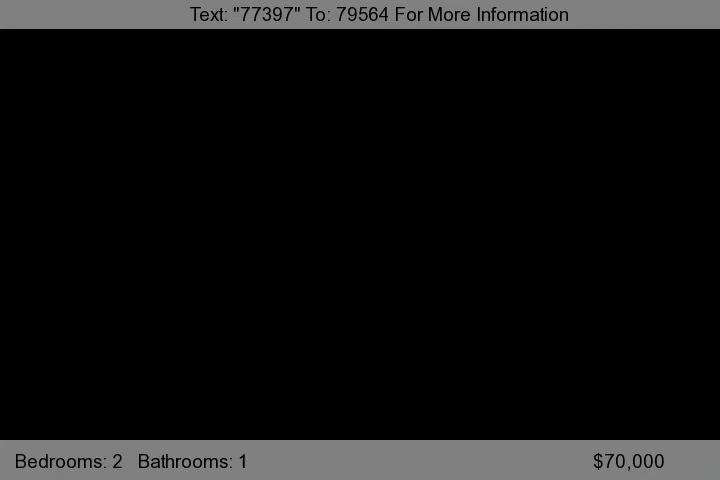 Text: "77397" To: 79564 For More Information
Bedrooms: 2 Bathrooms: 1 $70,000